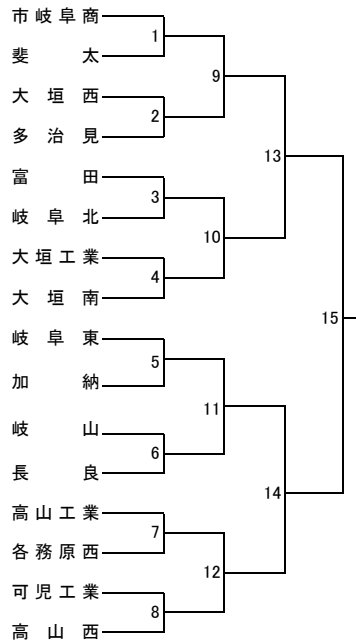 市岐阜商
1
斐太
9
大垣西
2
多治見
13
富田
3
岐阜北
10
大垣工業
4
大垣南
15
岐阜東
5
加納
11
岐山
6
長良
14
高山工業
7
各務原西
12
可児工業
8
高山西